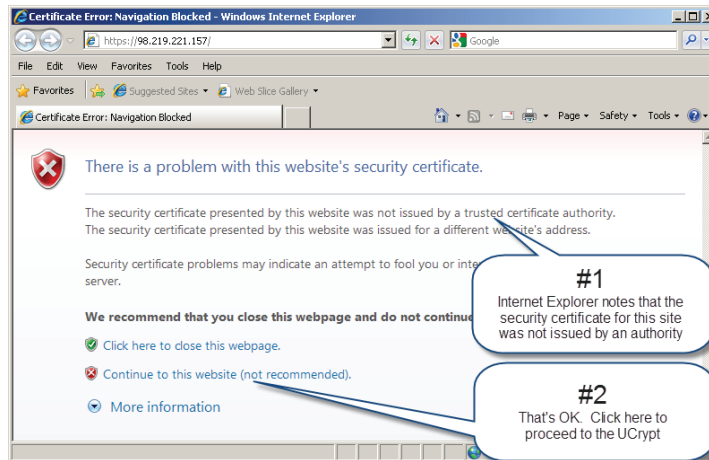 Certificate Error: Navigation Blocked - Windows Internet Explorer
https://98.219.221.157/
Google
File Edit View Favorites Tools Help
Favorites Suggested Sites Web Slice Gallery
Certificate Error: Navigation Blocked
Page Safety Tools
There is a problem with this website's security certificate.
The security certificate presented by this website was not issued by a trusted certificate authority.
The security certificate presented by this website was issued for a different website's address.
Security certificate problems may indicate an attempt to fool you or
server.
We recommend that you close this webpage and do not continue
Click here to close this webpage.
Continue to this website (not recommended).
More information
#1
Internet Explorer notes that the
security certificate for this site
was not issued by an authority
#2
That's OK. Click here to
proceed to the UCrypt